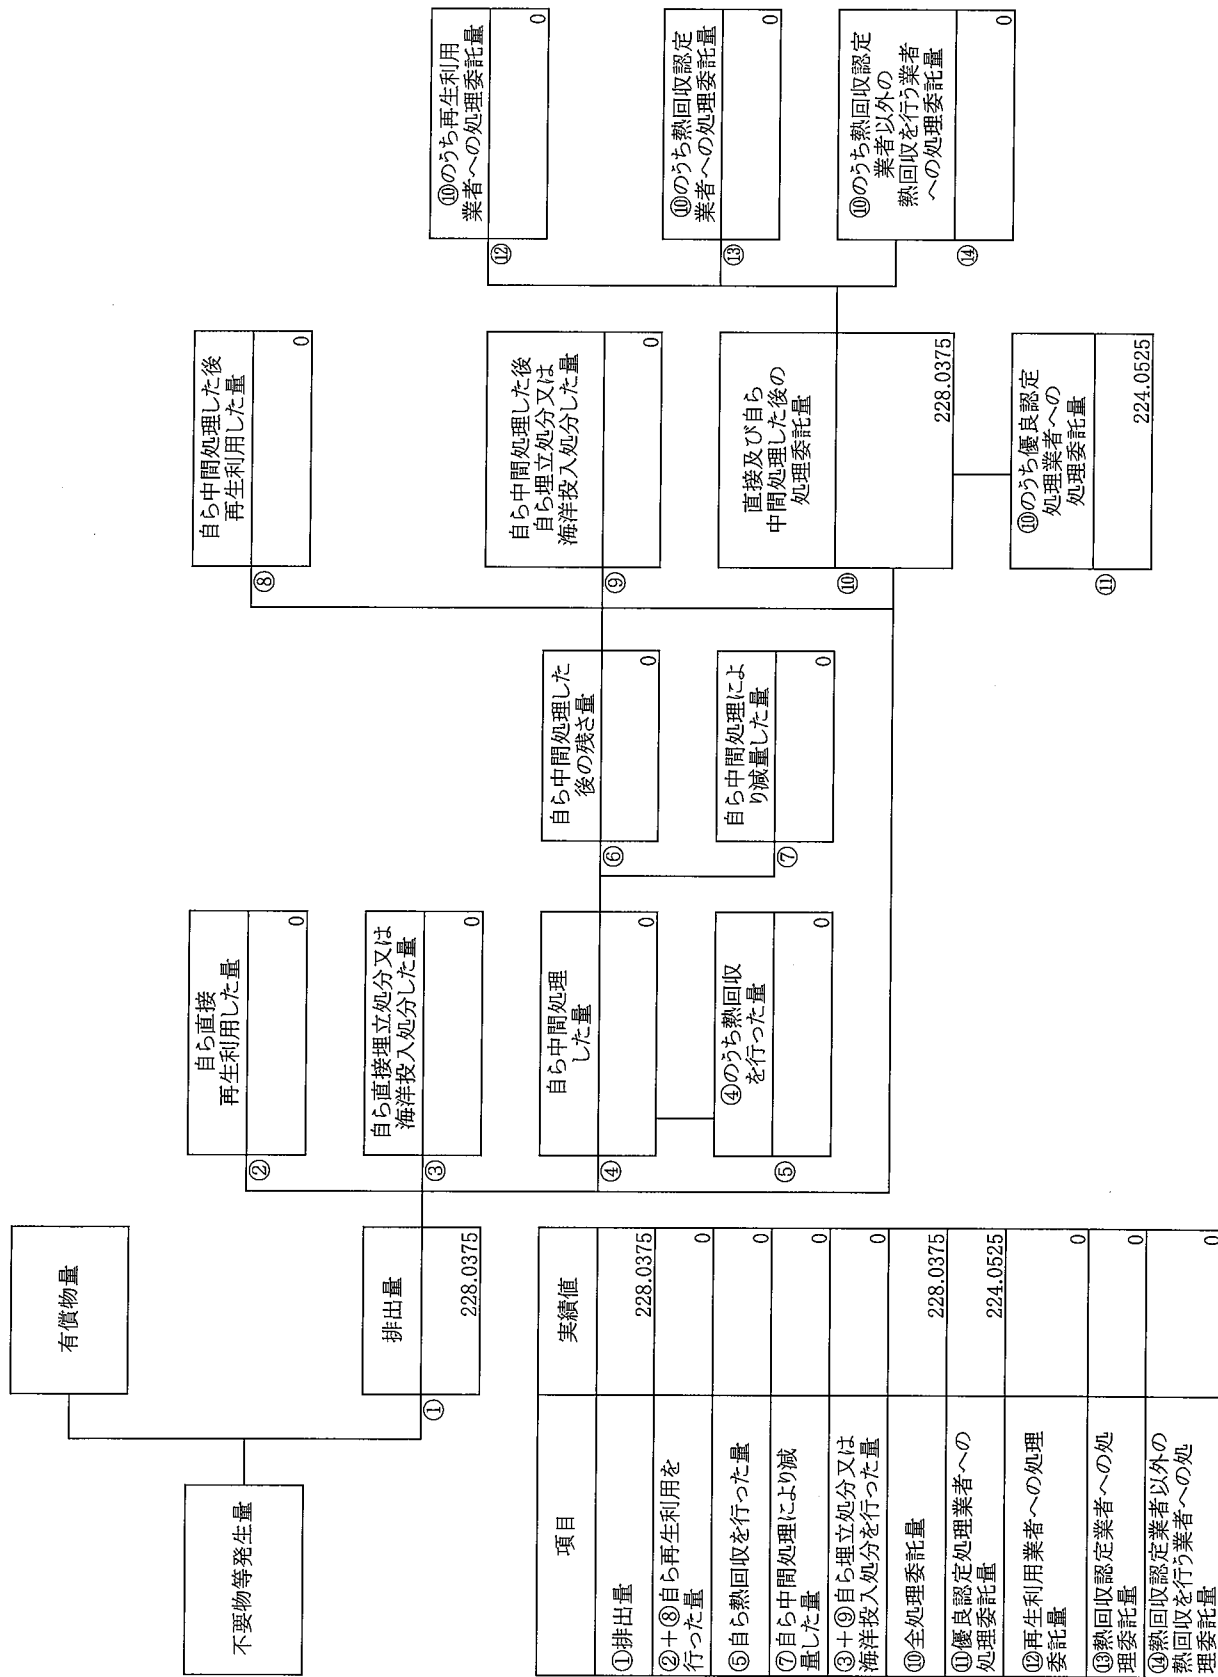 不要物等発生量
有償物量
排出量
①
228.0375
自ら直接
再生利用した量
②
0
自ら直接埋立処分又は
海洋投入処分した量
③
0
自ら中間処理
した量
④
0
④のうち熱回収
を行った量
⑤
0
自ら中間処理した
後の残さ量
⑥
0
自ら中間処理によ
り減量した量
⑦
0
自ら中間処理した後
再生利用した量
⑧
0
自ら中間処理した後
自ら埋立処分又は
海洋投入処分した量
⑨
0
直接及び自ら
中間処理した後の
処理委託量
⑩
228.0375
⑩のうち優良認定
処理業者への
処理委託量
⑪
224.0525
⑩のうち再生利用
業者への処理委託量
⑫
0
⑩のうち熱回収認定
業者への処理委託量
⑬
0
⑩のうち熱回収認定
業者以外の
熱回収を行う業者
への処理委託量
⑭
0
項目 実績値
①排出量 228.0375
②+⑧自ら再生利用を
行った量 0
⑤自ら熱回収を行った量 0
⑦自ら中間処理により減
量した量 0
③+⑨自ら埋立処分又は
海洋投入処分を行った量 0
⑩全処理委託量 228.0375
⑪優良認定処理業者への
処理委託量 224.0525
⑫再生利用業者への処理
委託量 0
⑬熱回収認定業者への処
理委託量 0
⑭熱回収認定業者以外の
熱回収を行う業者への処
理委託量 0